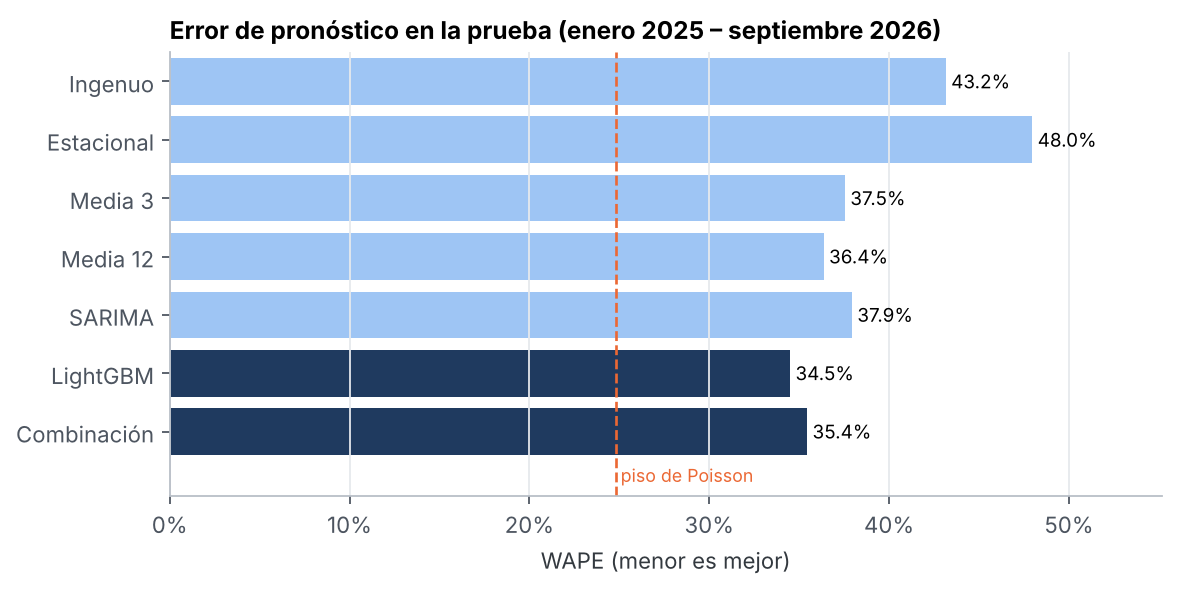 Error de pronóstico en la prueba (enero 2025 – septiembre 2026)
Ingenuo 43.2%
Estacional 48.0%
Media 3 37.5%
Media 12 36.4%
SARIMA 37.9%
LightGBM 34.5%
Combinación 35.4%
piso de Poisson
0% 10% 20% 30% 40% 50%
WAPE (menor es mejor)